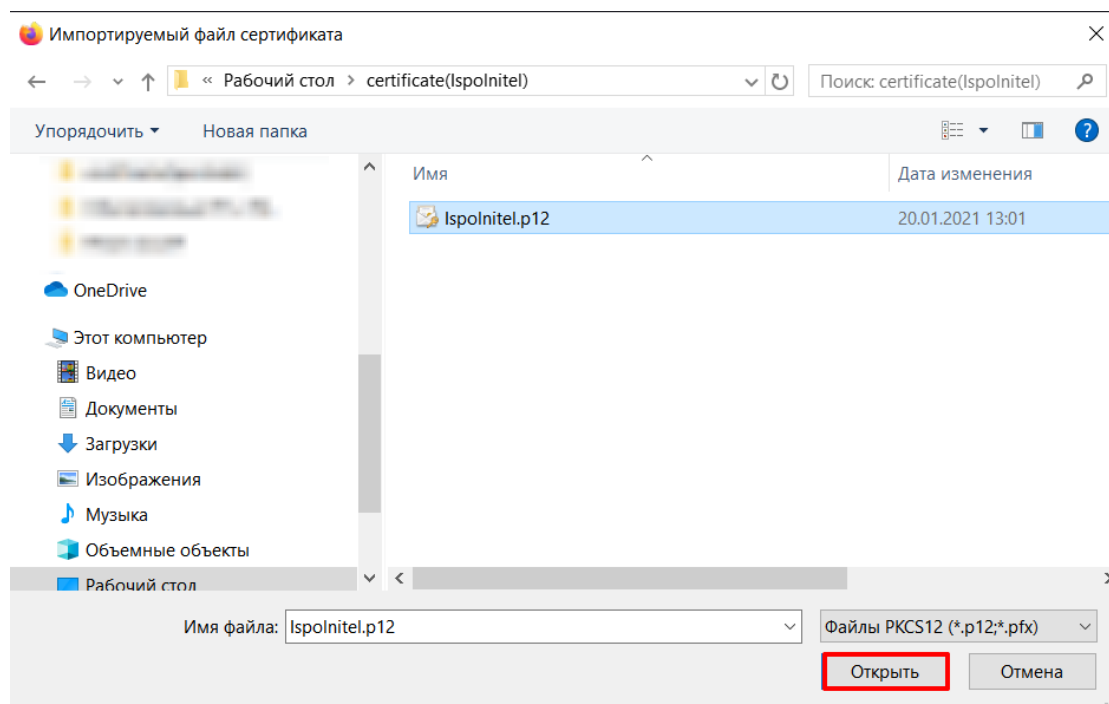 Импортируемый файл сертификата
« Рабочий стол > certificate(IspoInitel)
Поиск: certificate(IspoInitel)
Упорядочить
Новая папка
Имя
Дата изменения
IspoInitel.p12
20.01.2021 13:01
OneDrive
Этот компьютер
Видео
Документы
Загрузки
Изображения
Музыка
Объемные объекты
Рабочий стол
Имя файла:
IspoInitel.p12
Файлы PKCS12 (*.p12;*.pfx)
Открыть
Отмена